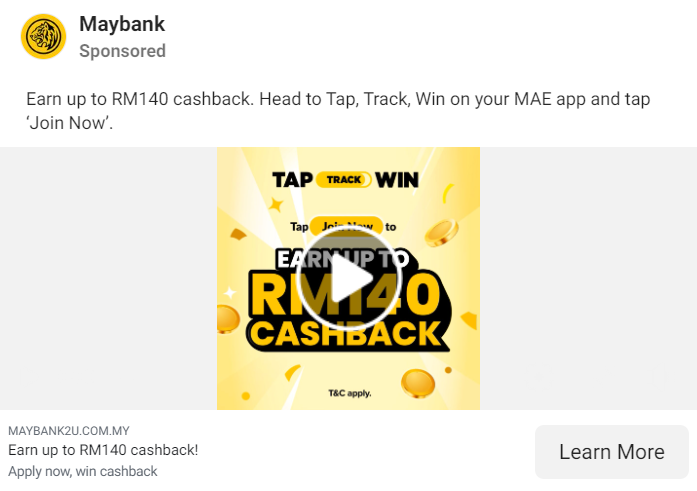 Maybank
Sponsored
Earn up to RM140 cashback. Head to Tap, Track, Win on your MAE app and tap
‘Join Now’.
TAP TRACK WIN
Tap Join Now to
EARN UP TO
RM140
CASHBACK
T&C apply.
MAYBANK2U.COM.MY
Earn up to RM140 cashback!
Apply now, win cashback
Learn More